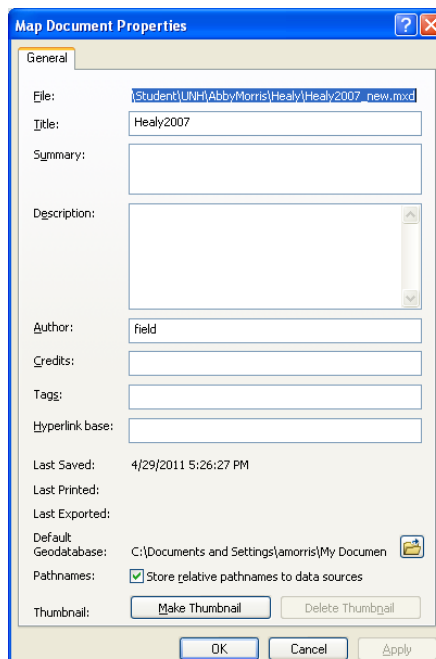 Map Document Properties
General
File: \Student\UNH\AbbyMorris\Healy\Healy2007_new.mxd
Title: Healy2007
Summary:
Description:
Author: field
Credits:
Tags:
Hyperlink base:
Last Saved: 4/29/2011 5:26:27 PM
Last Printed:
Last Exported:
Default
Geodatabase: C:\Documents and Settings\amorris\My Documen
Pathnames: Store relative pathnames to data sources
Thumbnail: Make Thumbnail Delete Thumbnail
OK Cancel Apply